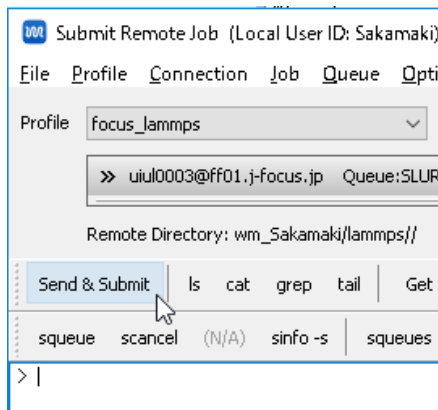 Submit Remote Job (Local User ID: Sakamaki)
File Profile Connection Job Queue
Profile focus_lammps
» uiul0003@ff01.j-focus.jp Queue:SLUR
Remote Directory: wm_Sakamaki/lammps//
Send & Submit ls cat grep tail Get
squeue scancel (N/A) sinfo -s squeues
> |